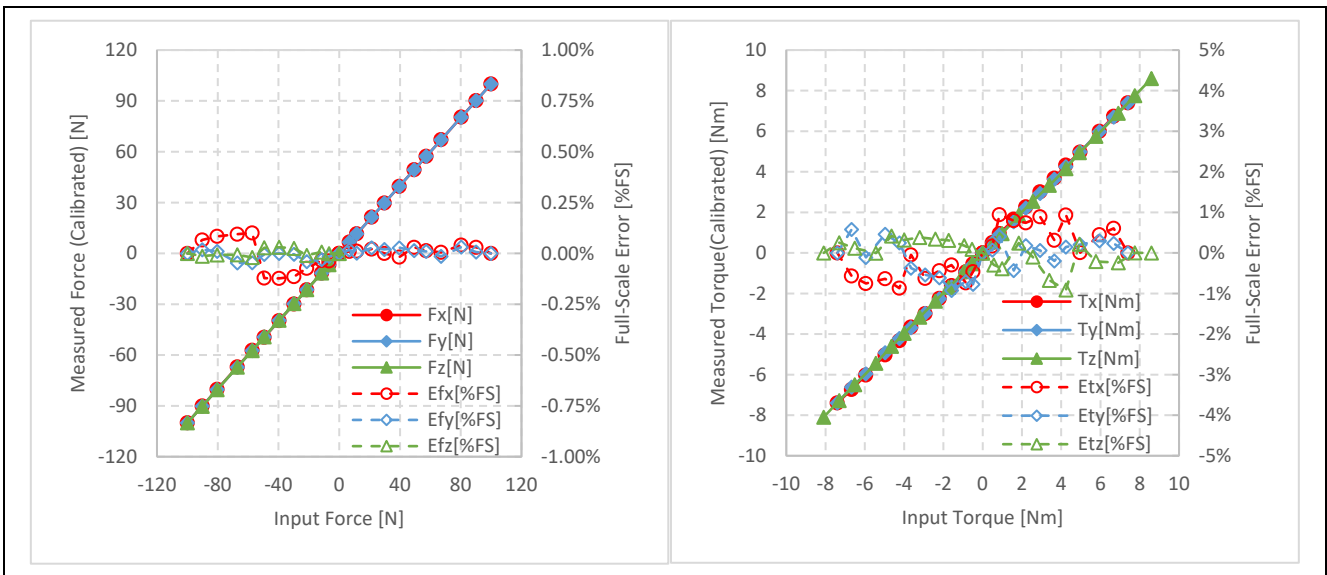 120
90
60
30
0
-30
-60
-90
-120
Measured Force (Calibrated) [N]
1.00%
0.75%
0.50%
0.25%
0.00%
-0.25%
-0.50%
-0.75%
-1.00%
Full-Scale Error [%FS]
Fx[N]
Fy[N]
Fz[N]
Efx[%FS]
Efy[%FS]
Efz[%FS]
-120 -80 -40 0 40 80 120
Input Force [N]
10
8
6
4
2
0
-2
-4
-6
-8
-10
Measured Torque(Calibrated) [Nm]
5%
4%
3%
2%
1%
0%
-1%
-2%
-3%
-4%
-5%
Full-Scale Error [%FS]
Tx[Nm]
Ty[Nm]
Tz[Nm]
Etx[%FS]
Ety[%FS]
Etz[%FS]
-10 -8 -6 -4 -2 0 2 4 6 8 10
Input Torque [Nm]